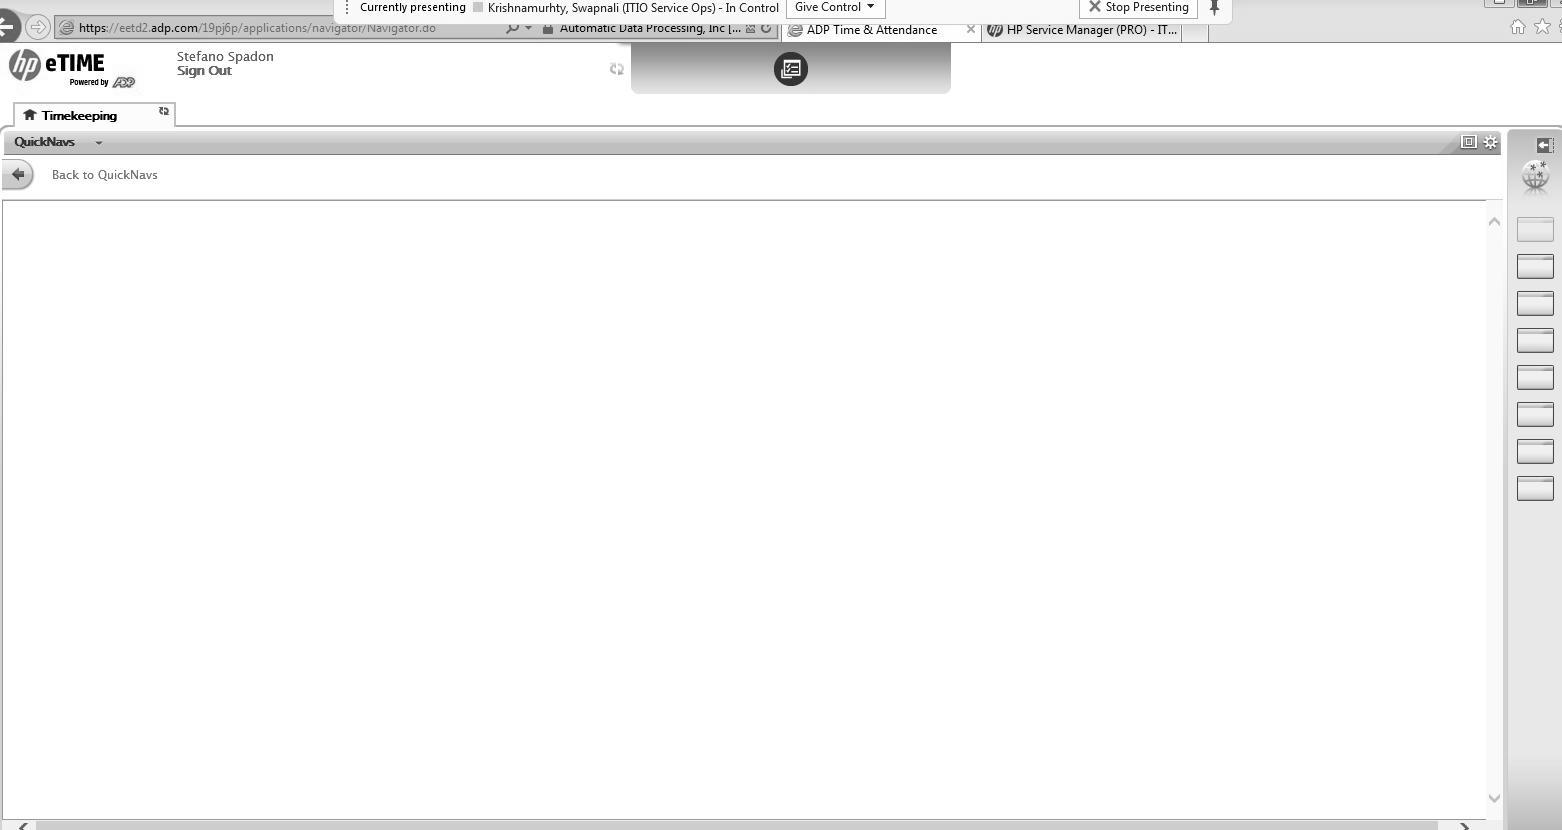 Currently presenting Krishnamurhty, Swapnali (ITIO Service Ops) - In Control Give Control Stop Presenting
https://eetd2.adp.com/19pj6p/applications/navigator/Navigator.do Automatic Data Processing, Inc [... ADP Time & Attendance HP Service Manager (PRO) - IT...
hp eTIME
Powered by ADP
Stefano Spadon
Sign Out
Timekeeping
QuickNavs
Back to QuickNavs